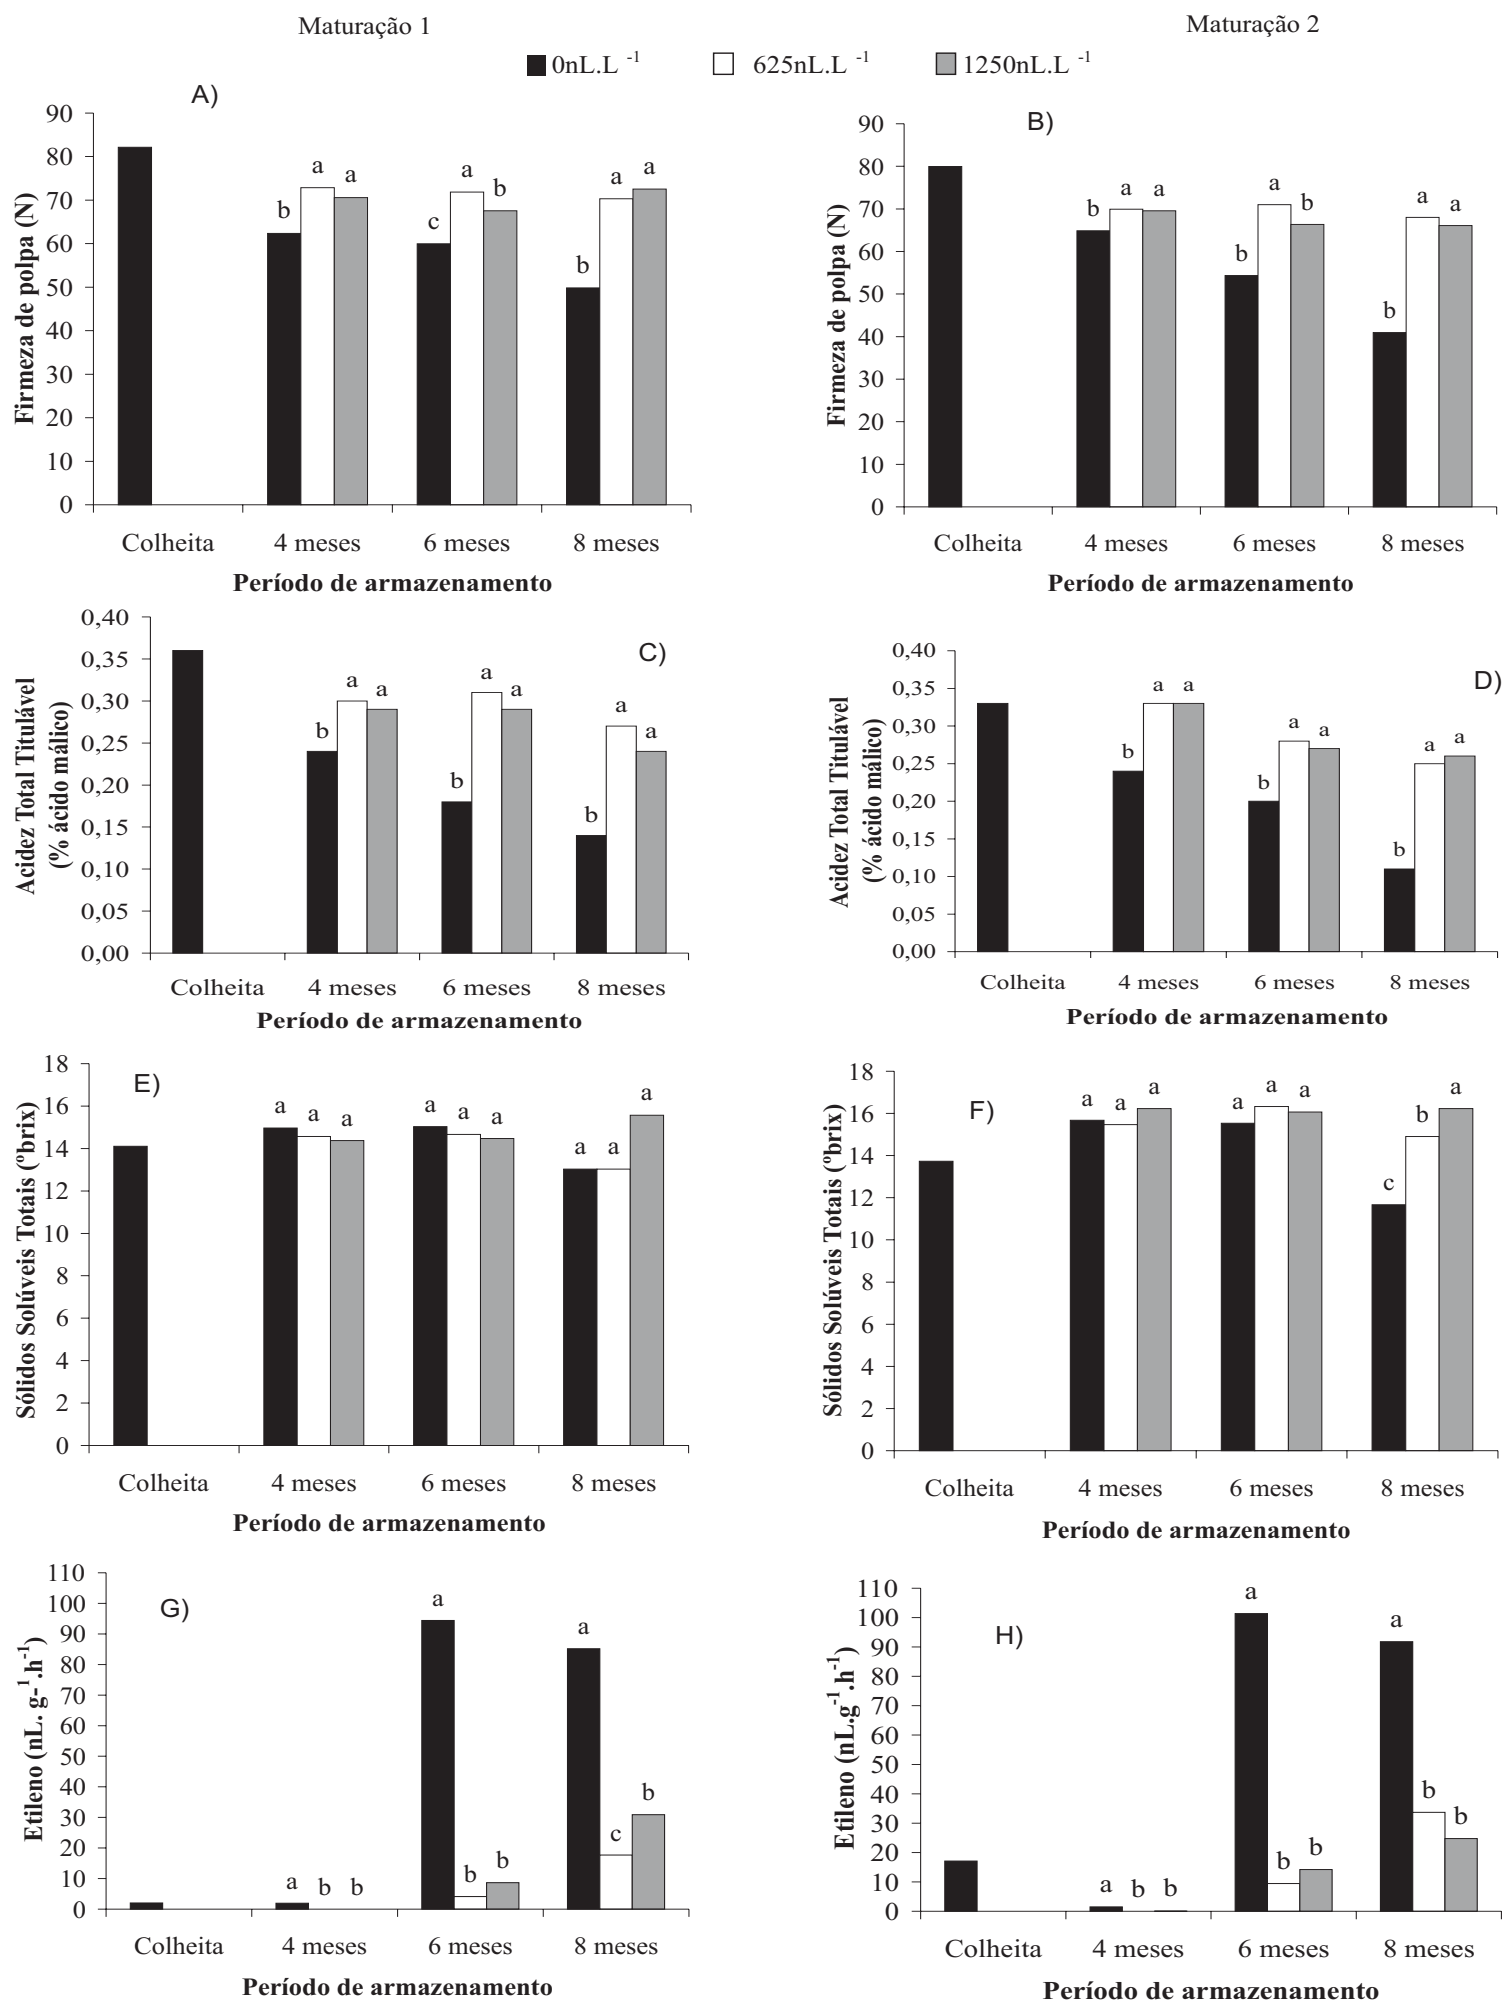 Maturação 1
Maturação 2
0nL.L -1
625nL.L -1
1250nL.L -1
A)
90
80
70
60
50
40
30
20
10
0
Firmeza de polpa (N)
b a a
c a b
b a a
Colheita 4 meses 6 meses 8 meses
Período de armazenamento
B)
90
80
70
60
50
40
30
20
10
0
Firmeza de polpa (N)
b a a
b a b
b a a
Colheita 4 meses 6 meses 8 meses
Período de armazenamento
C)
0,40
0,35
0,30
0,25
0,20
0,15
0,10
0,05
0,00
Acidez Total Titulável
(% ácido málico)
b a a
b a a
b a a
Colheita 4 meses 6 meses 8 meses
Período de armazenamento
D)
0,40
0,35
0,30
0,25
0,20
0,15
0,10
0,05
0,00
Acidez Total Titulável
(% ácido málico)
b a a
b a a
b a a
Colheita 4 meses 6 meses 8 meses
Período de armazenamento
E)
18
16
14
12
10
8
6
4
2
0
Sólidos Solúveis Totais (ºbrix)
a a a
a a a
a a a
Colheita 4 meses 6 meses 8 meses
Período de armazenamento
F)
18
16
14
12
10
8
6
4
2
0
Sólidos Solúveis Totais (ºbrix)
a a a
a a a
c b a
Colheita 4 meses 6 meses 8 meses
Período de armazenamento
G)
110
100
90
80
70
60
50
40
30
20
10
0
Etileno (nL. g-1.h-1)
a b b
a b b
a c b
Colheita 4 meses 6 meses 8 meses
Período de armazenamento
H)
110
100
90
80
70
60
50
40
30
20
10
0
Etileno (nL.g-1.h-1)
a b b
a b b
a b b
Colheita 4 meses 6 meses 8 meses
Período de armazenamento